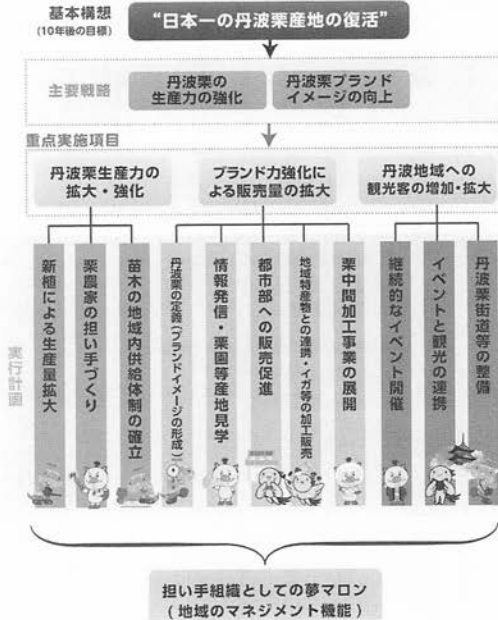 基本構想
(10年後の目標)
“日本一の丹波栗産地の復活”
主要戦略
丹波栗の
生産力の強化
丹波栗ブランド
イメージの向上
重点実施項目
丹波栗生産力の
拡大・強化
ブランド力強化に
よる販売量の拡大
丹波地域への
観光客の増加・拡大
実行計画
新植による生産量拡大
栗農家の担い手づくり
苗木の地域内供給体制の確立
丹波栗の定義(ブランドイメージの形成)
情報発信・栗園等産地見学
都市部への販売促進
地域特産物との連携・イガ等の加工販売
栗中間加工事業の展開
継続的なイベント開催
イベントと観光の連携
丹波栗街道等の整備
担い手組織としての夢マロン
(地域のマネジメント機能)